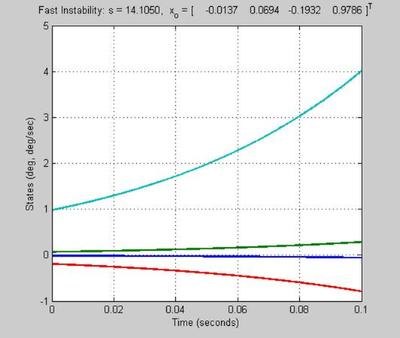 Fast Instability: s = 14.1050, x_o = [ -0.0137 0.0694 -0.1932 0.9786 ]^T
5
4
3
2
1
0
-1
States (deg, deg/sec)
0 0.02 0.04 0.06 0.08 0.1
Time (seconds)